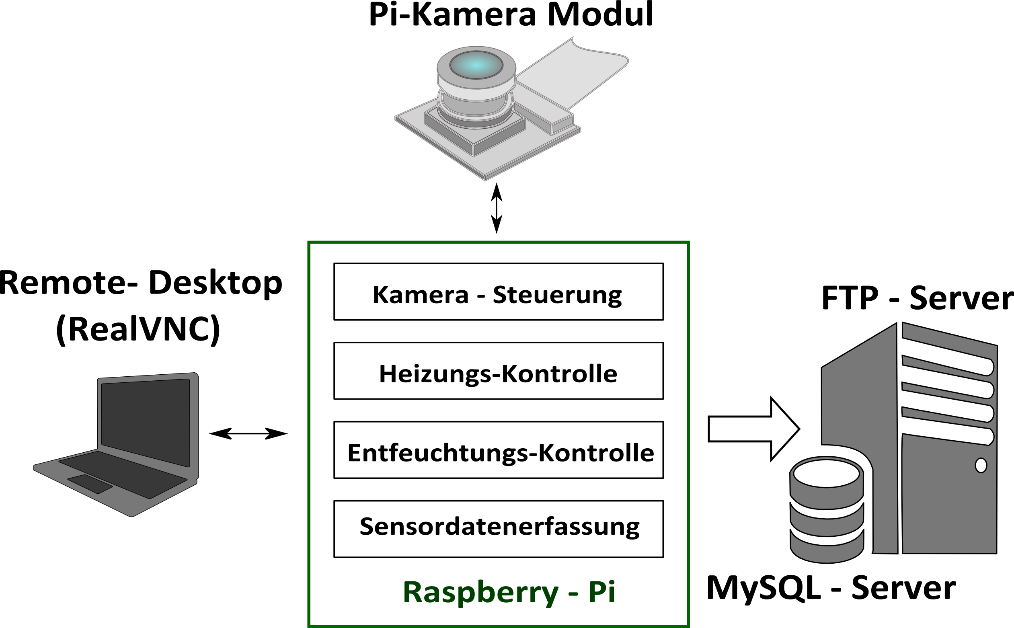 Pi-Kamera Modul
Remote- Desktop
(RealVNC)
Kamera - Steuerung
Heizungs-Kontrolle
Entfeuchtungs-Kontrolle
Sensordatenerfassung
Raspberry - Pi
FTP - Server
MySQL - Server